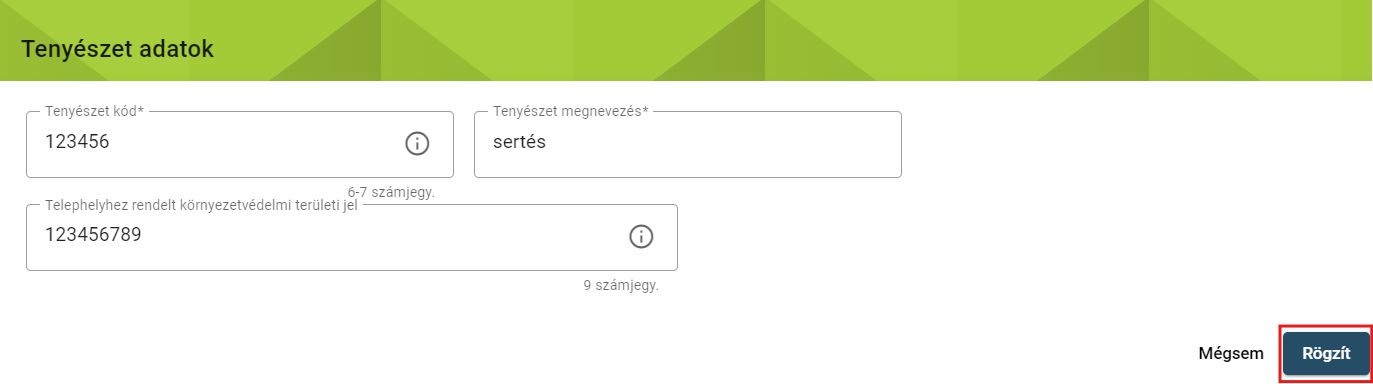 Tenyészet adatok
Tenyészet kód*
123456
6-7 számjegy.
Tenyészet megnevezés*
sertés
Telephelyhez rendelt környezetvédelmi területi jel
123456789
9 számjegy.
Mégsem
Rögzít